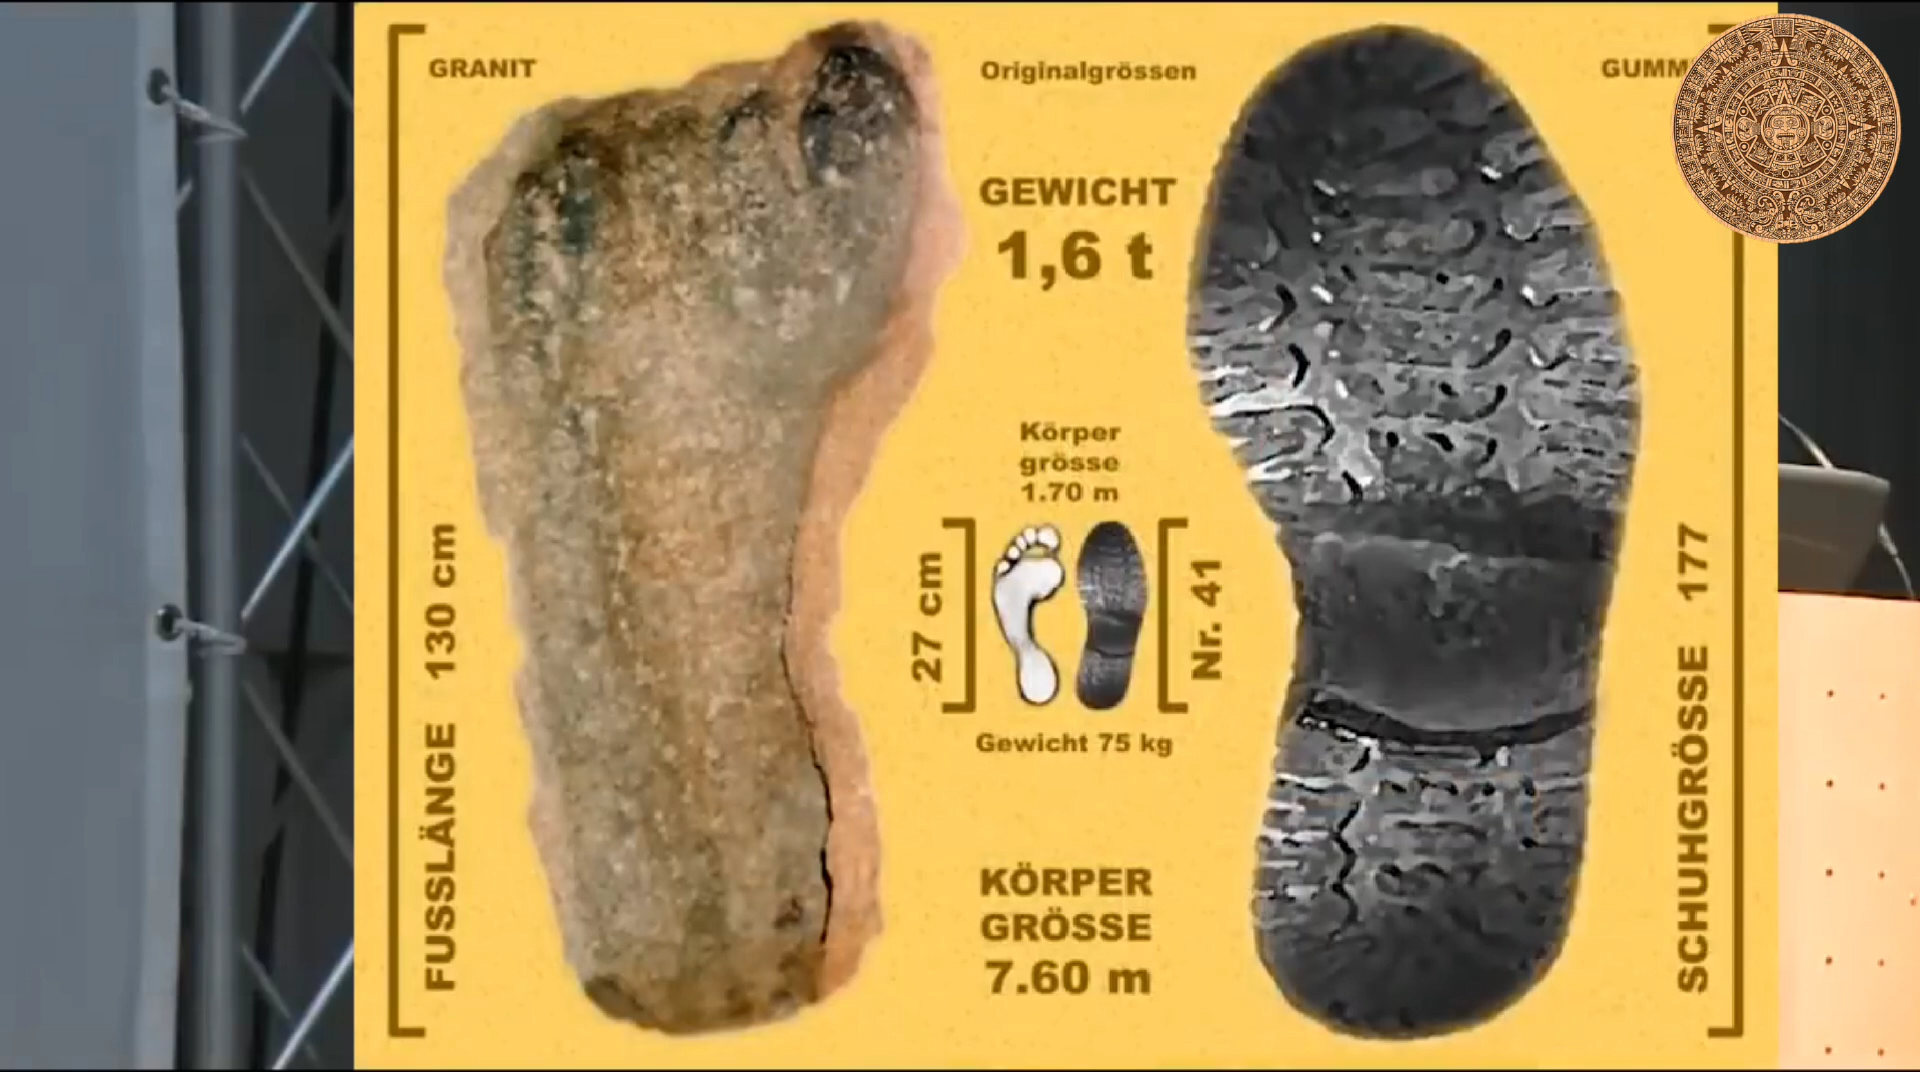 GRANIT
Originalgrössen
GEWICHT
1,6 t
Körper
grösse
1.70 m
27 cm
Nr. 41
Gewicht 75 kg
KÖRPER
GRÖSSE
7.60 m
FUSSLÄNGE 130 cm
SCHUHGRÖSSE 177